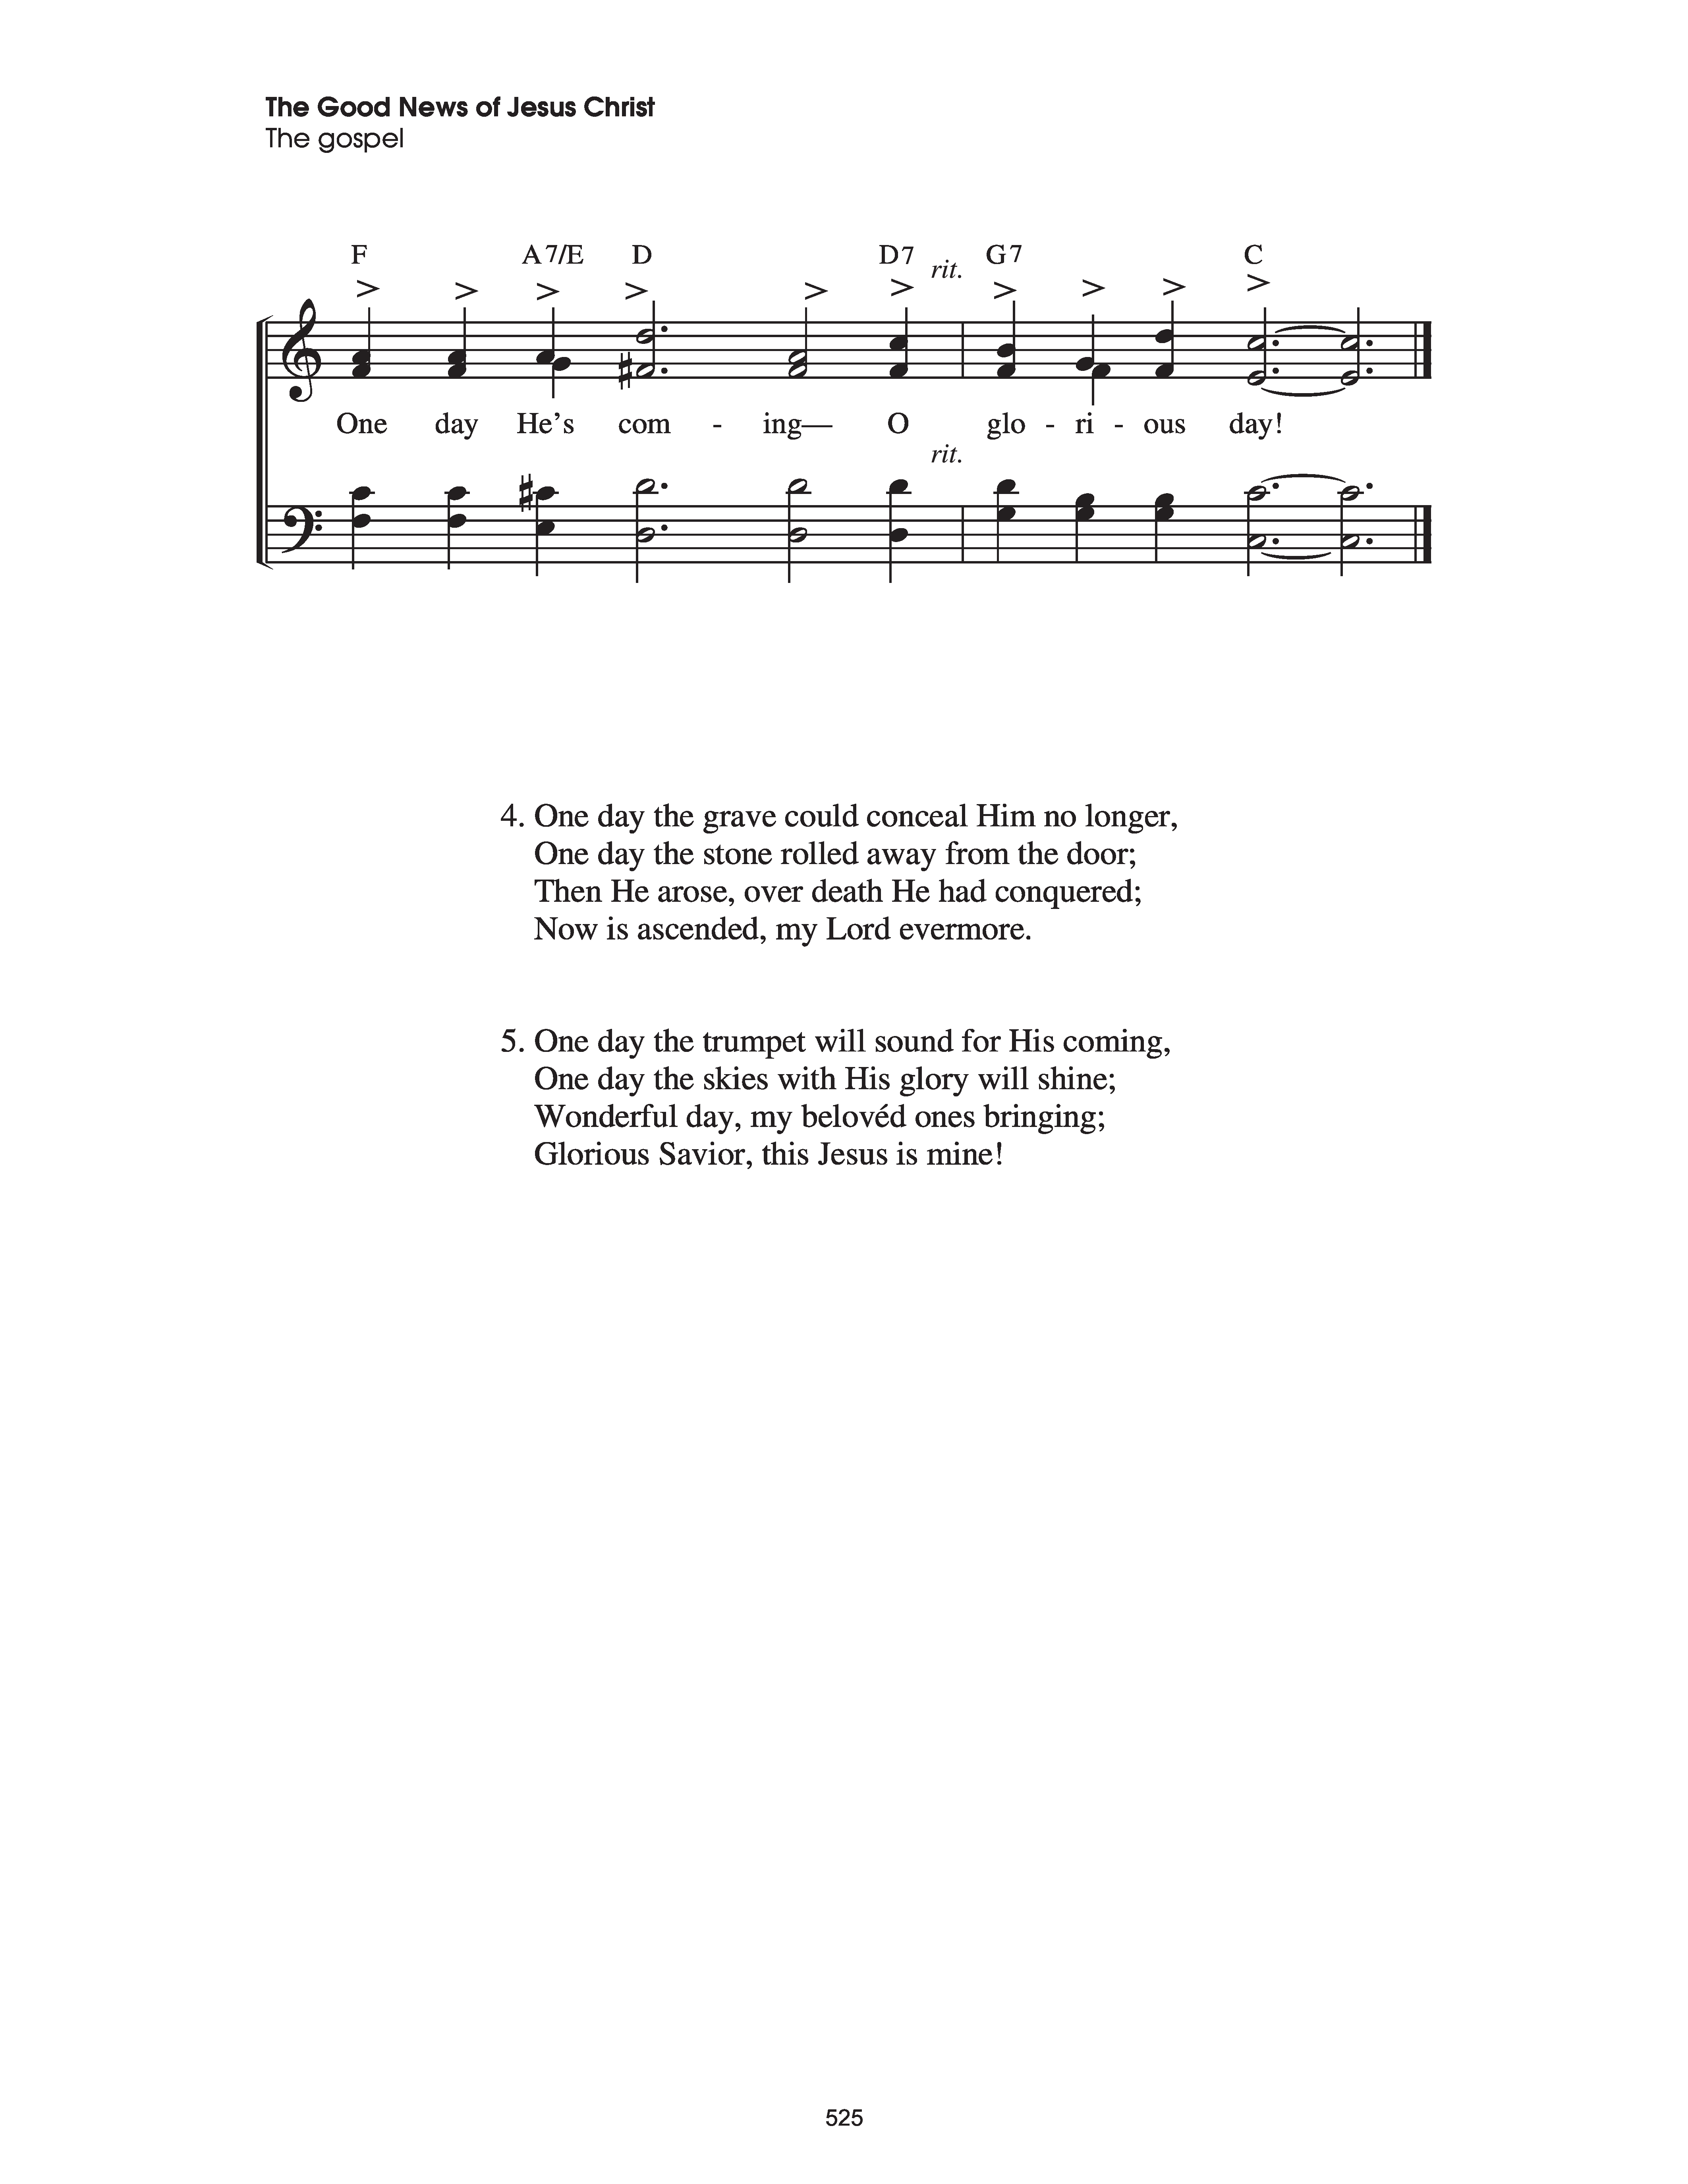 The Good News of Jesus Christ
The gospel
F A7/E D D7 rit. G7 C
One day He's com - ing— O glo - ri - ous day!
rit.
4. One day the grave could conceal Him no longer,
One day the stone rolled away from the door;
Then He arose, over death He had conquered;
Now is ascended, my Lord evermore.
5. One day the trumpet will sound for His coming,
One day the skies with His glory will shine;
Wonderful day, my belovéd ones bringing;
Glorious Savior, this Jesus is mine!
525